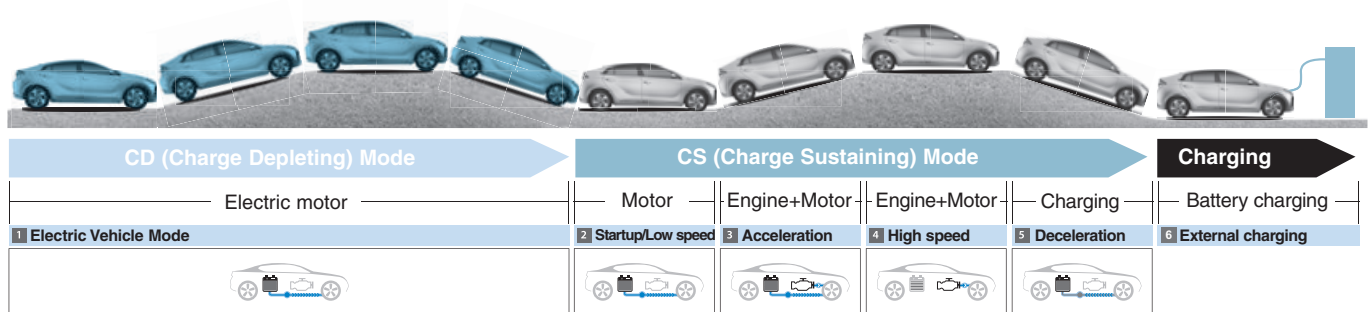 CD (Charge Depleting) Mode
CS (Charge Sustaining) Mode
Charging
Electric motor
Motor
Engine+Motor
Engine+Motor
Charging
Battery charging
1 Electric Vehicle Mode
2 Startup/Low speed
3 Acceleration
4 High speed
5 Deceleration
6 External charging